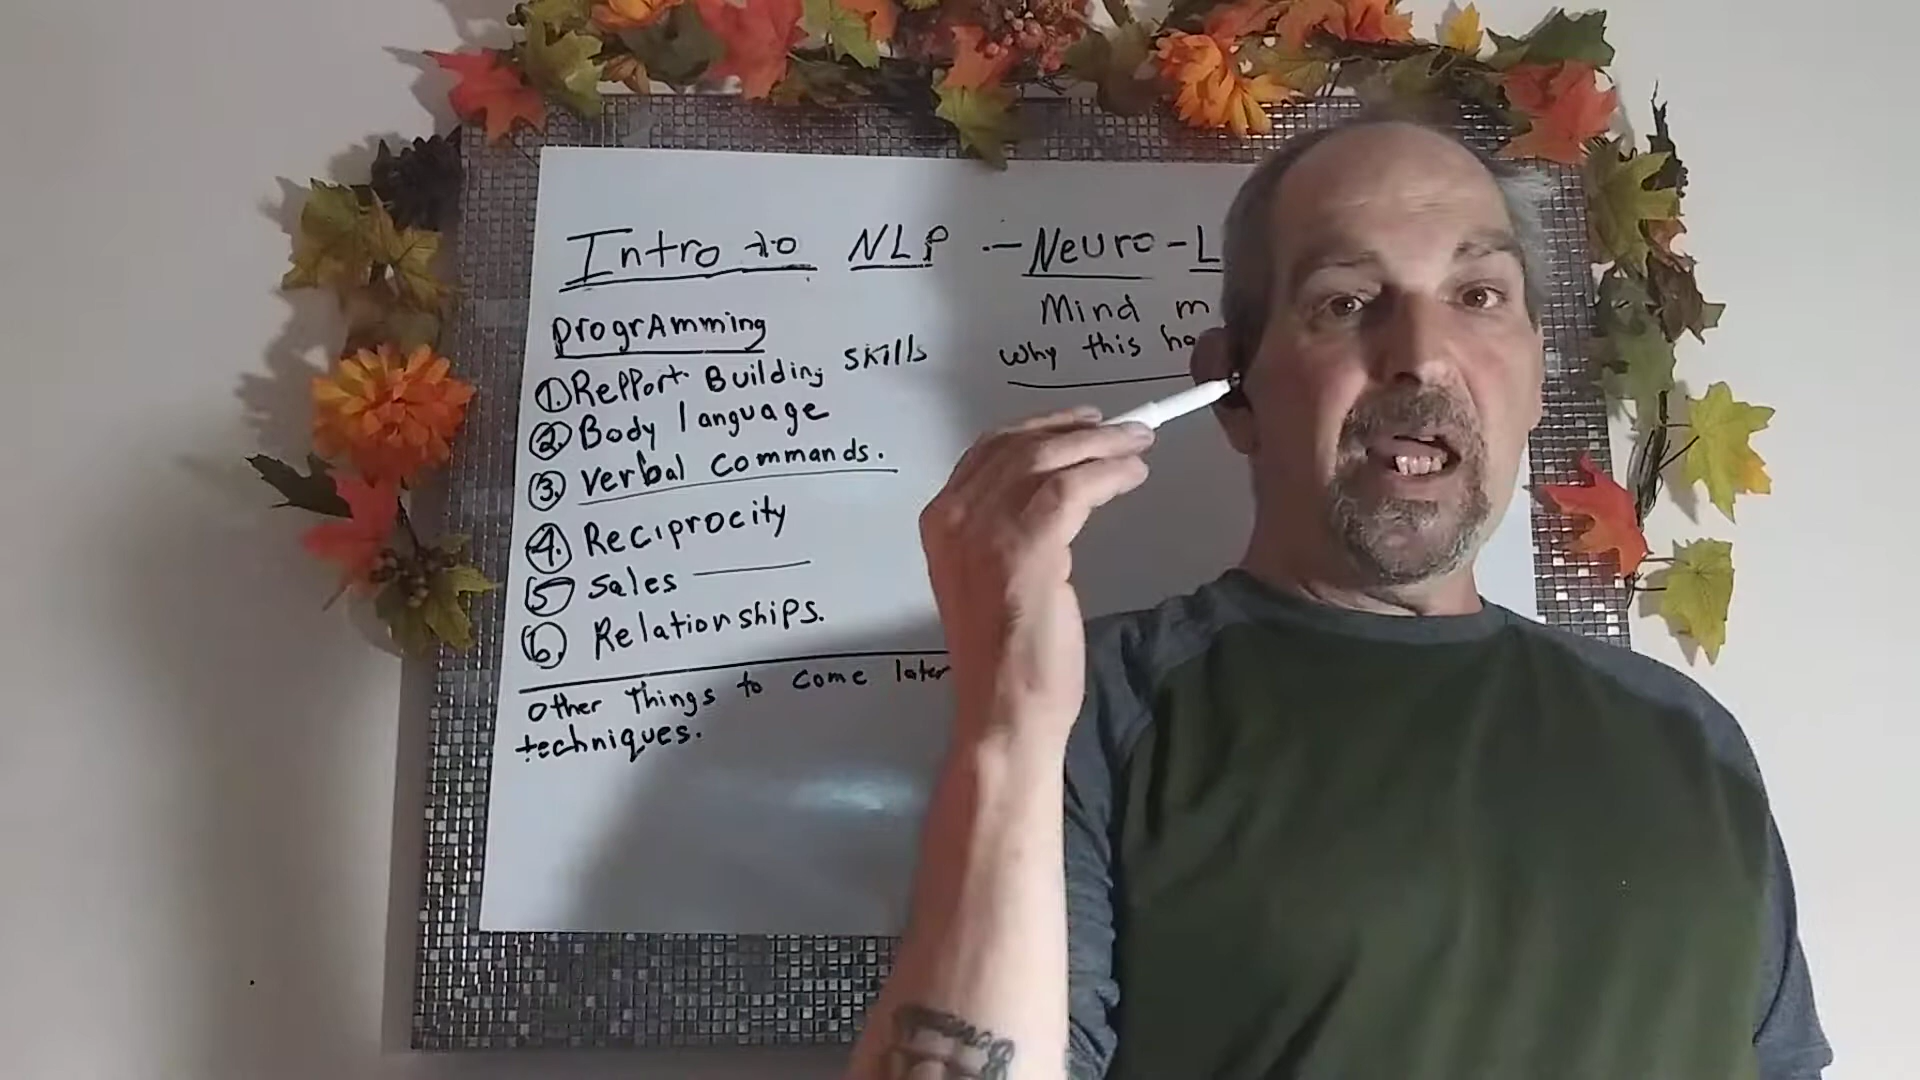 Intro to NLP - Neuro - L
Mind m
why this ha
progrAmming
1. Repport Building skills
2 Body language
3. verbal commands.
4. Reciprocity
5 sales
6. Relationships.
other Things to come later
techniques.